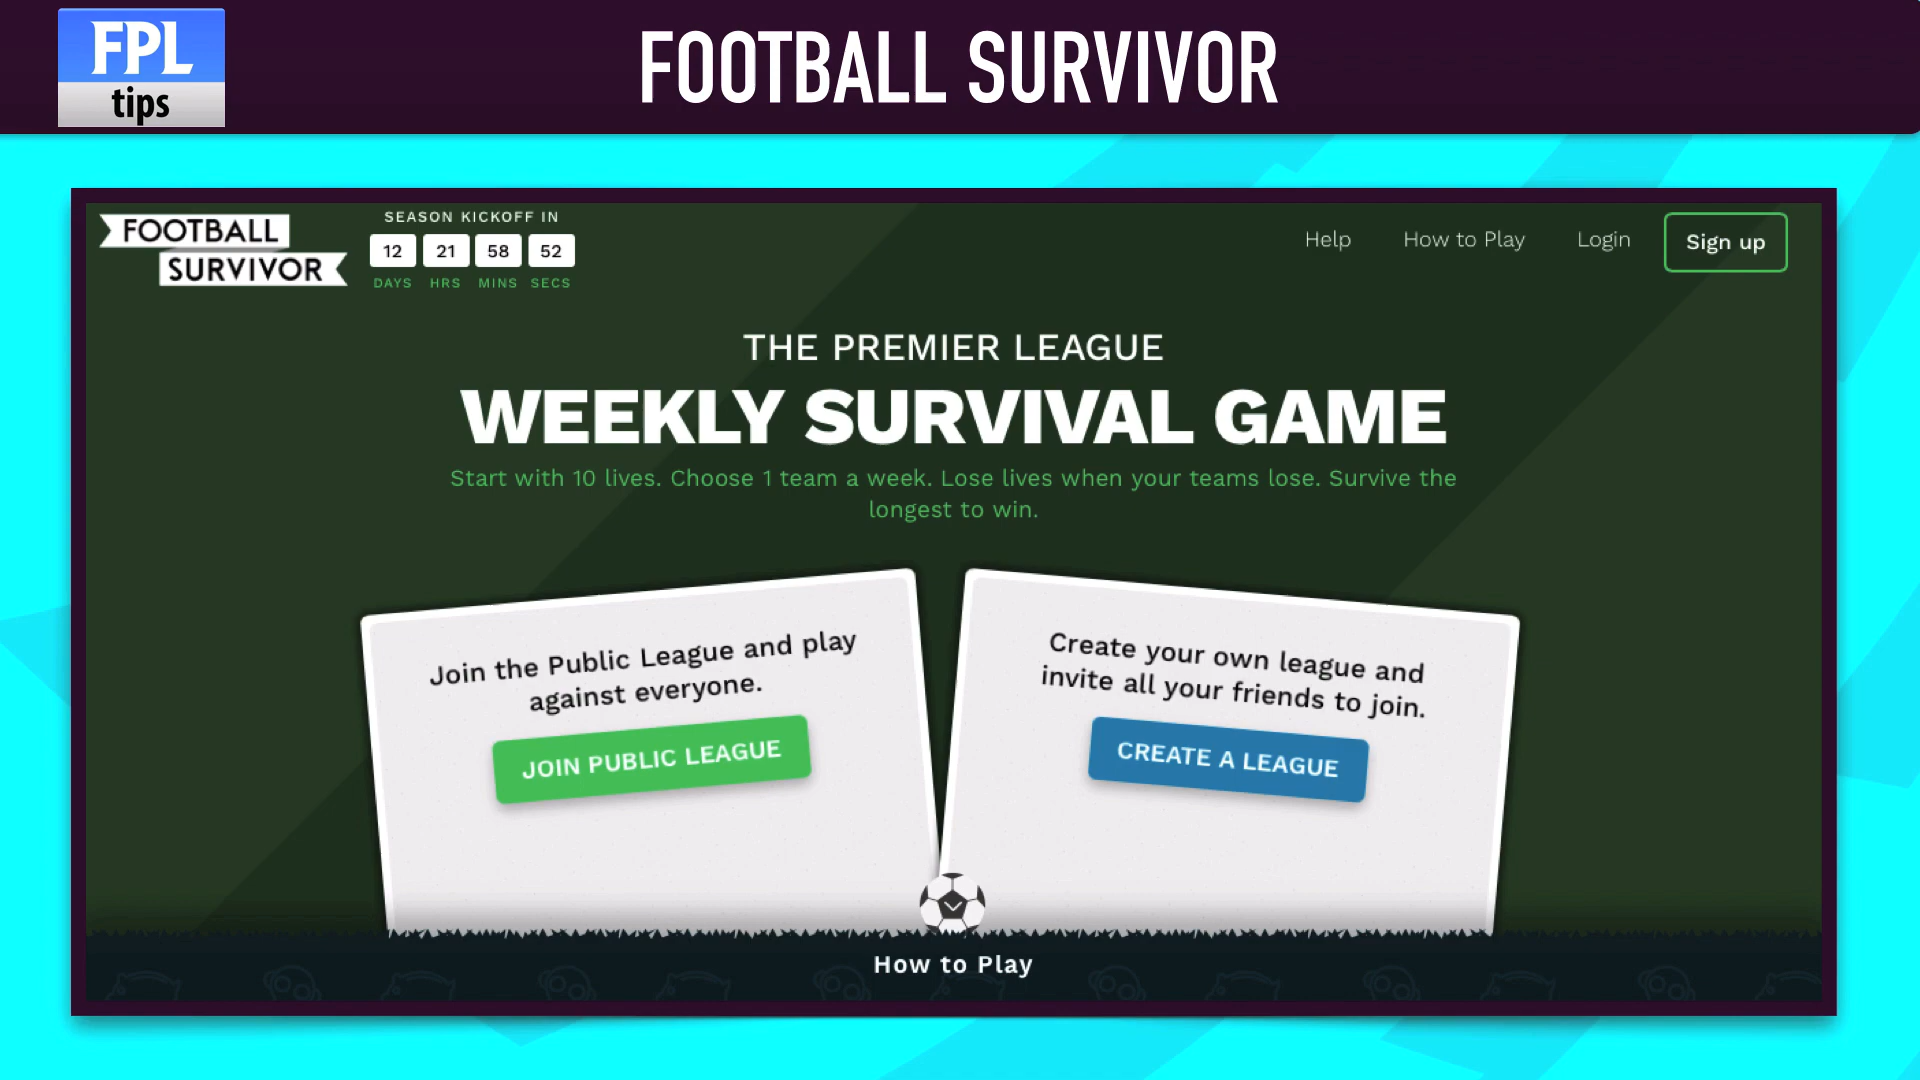 FPL
tips
FOOTBALL SURVIVOR
FOOTBALL
SURVIVOR
SEASON KICKOFF IN
12 21 58 52
DAYS HRS MINS SECS
Help How to Play Login Sign up
THE PREMIER LEAGUE
WEEKLY SURVIVAL GAME
Start with 10 lives. Choose 1 team a week. Lose lives when your teams lose. Survive the
longest to win.
Join the Public League and play
against everyone.
JOIN PUBLIC LEAGUE
Create your own league and
invite all your friends to join.
CREATE A LEAGUE
How to Play